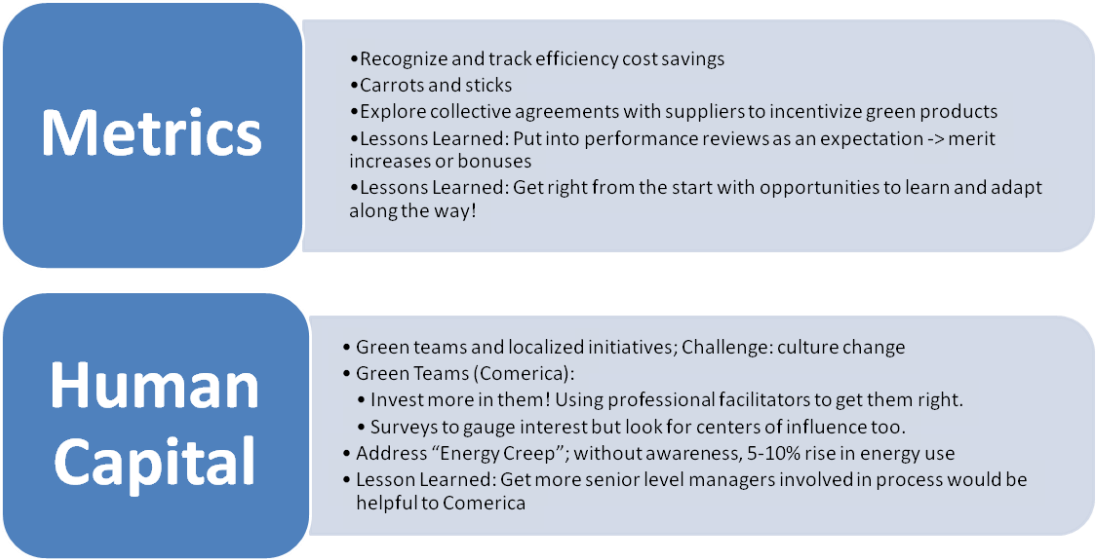 Metrics
•Recognize and track efficiency cost savings
•Carrots and sticks
•Explore collective agreements with suppliers to incentivize green products
•Lessons Learned: Put into performance reviews as an expectation -> merit
increases or bonuses
•Lessons Learned: Get right from the start with opportunities to learn and adapt
along the way!
Human
Capital
• Green teams and localized initiatives; Challenge: culture change
• Green Teams (Comerica):
• Invest more in them! Using professional facilitators to get them right.
• Surveys to gauge interest but look for centers of influence too.
• Address “Energy Creep”; without awareness, 5-10% rise in energy use
• Lesson Learned: Get more senior level managers involved in process would be
helpful to Comerica